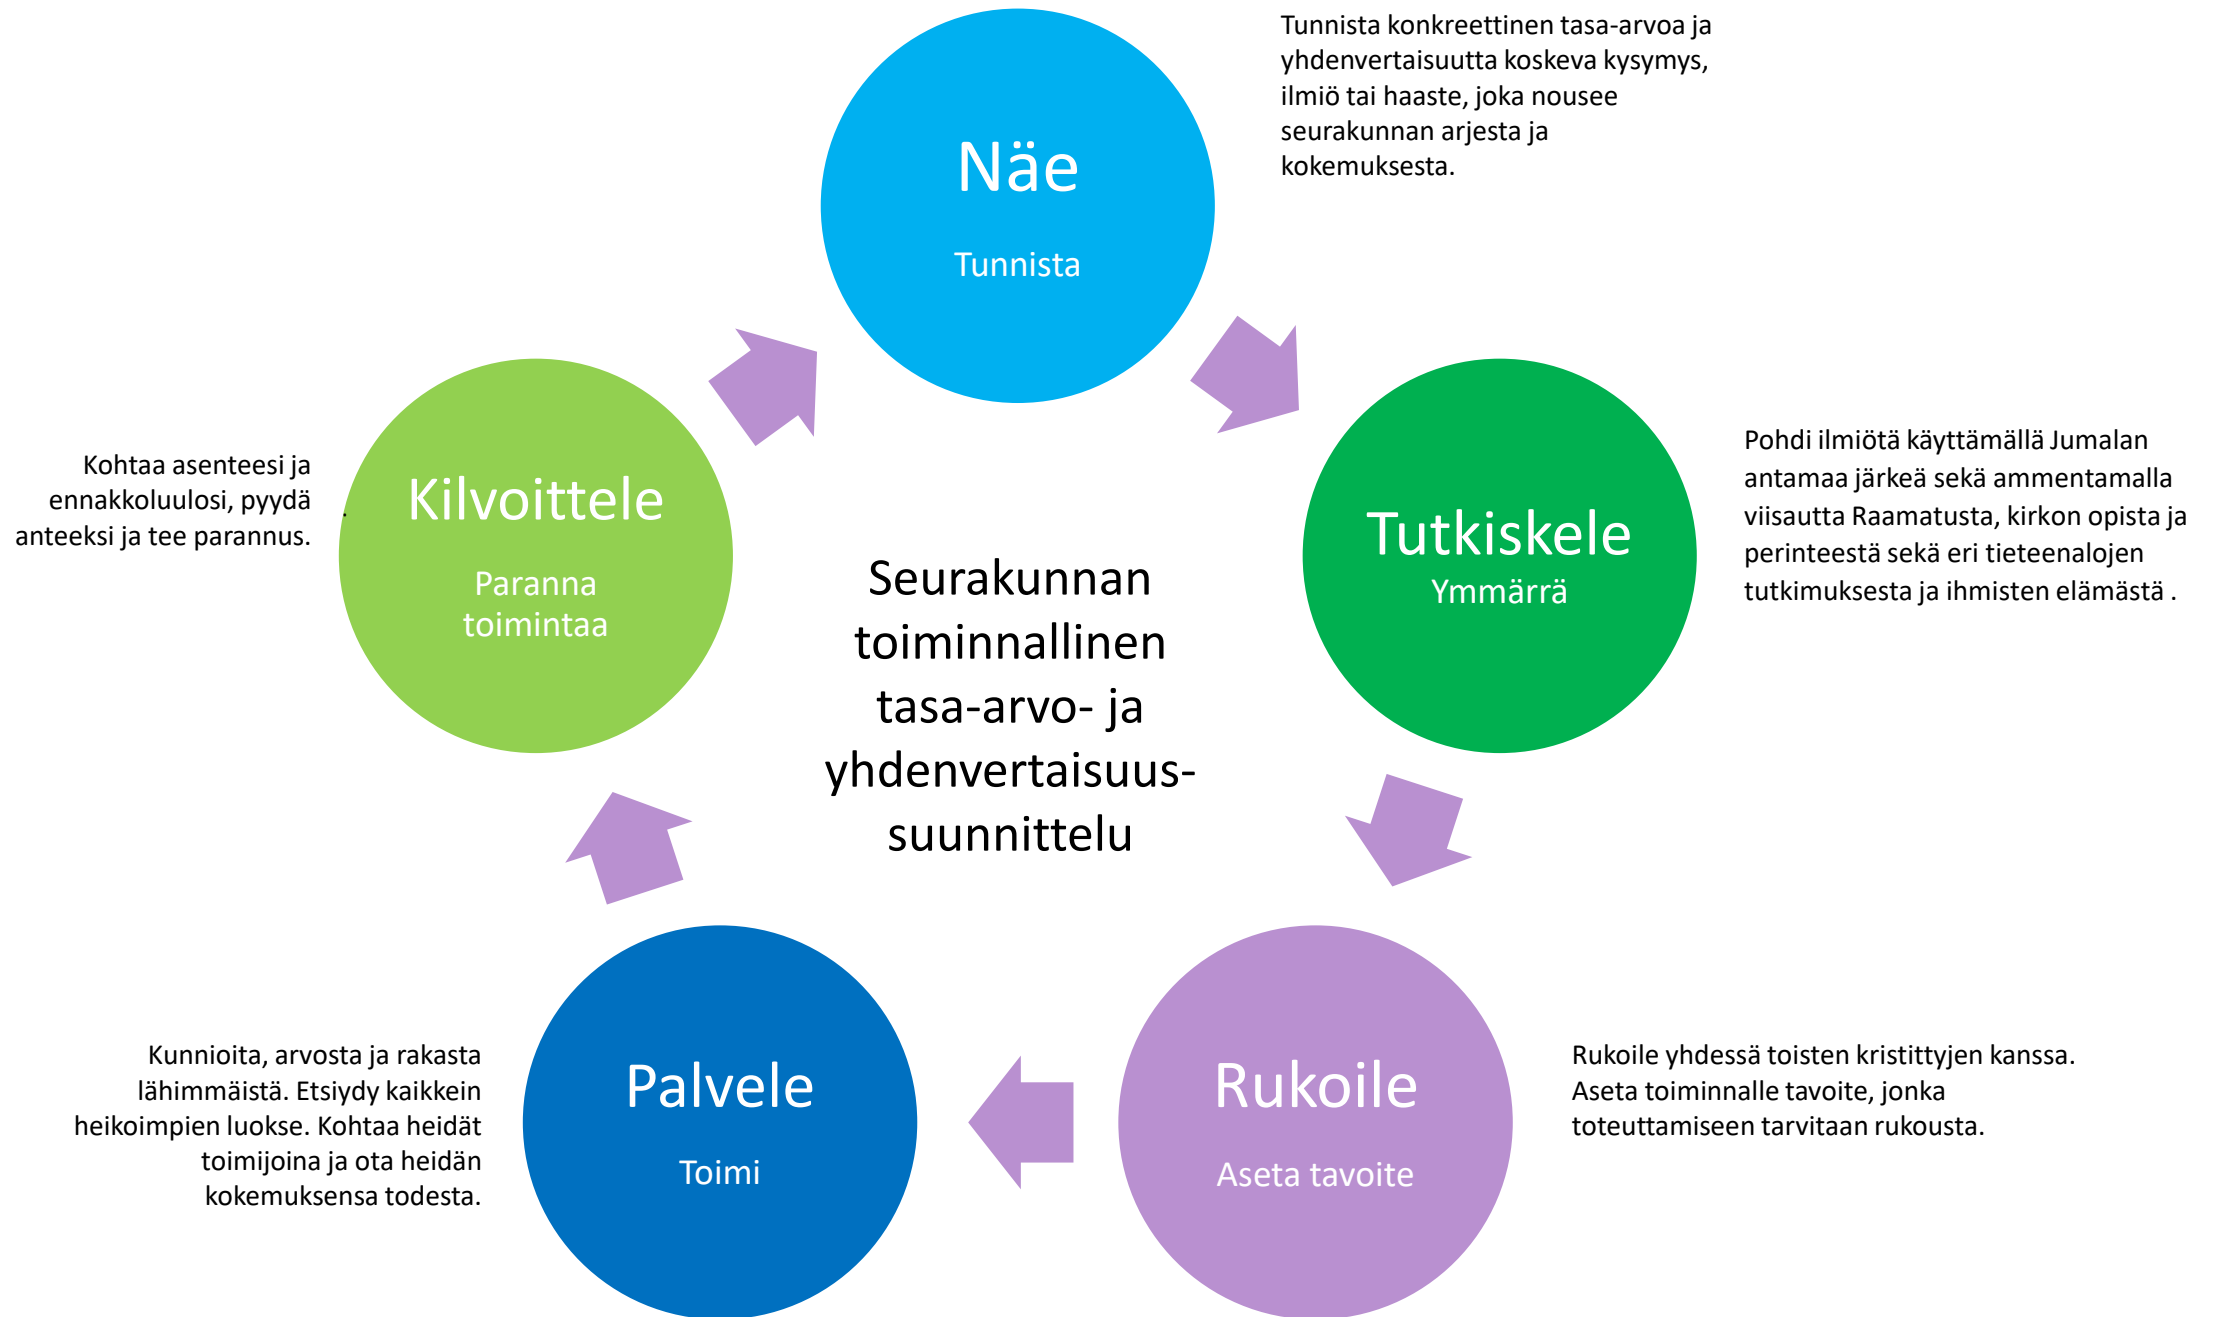 Näe
Tunnista
Tunnista konkreettinen tasa-arvoa ja
yhdenvertaisuutta koskeva kysymys,
ilmiö tai haaste, joka nousee
seurakunnan arjesta ja
kokemuksesta.
Tutkiskele
Ymmärrä
Pohdi ilmiötä käyttämällä Jumalan
antamaa järkeä sekä ammentamalla
viisautta Raamatusta, kirkon opista ja
perinteestä sekä eri tieteenalojen
tutkimuksesta ja ihmisten elämästä .
Rukoile
Aseta tavoite
Rukoile yhdessä toisten kristittyjen kanssa.
Aseta toiminnalle tavoite, jonka
toteuttamiseen tarvitaan rukousta.
Palvele
Toimi
Kunnioita, arvosta ja rakasta
lähimmäistä. Etsiydy kaikkein
heikoimpien luokse. Kohtaa heidät
toimijoina ja ota heidän
kokemuksensa todesta.
Kilvoittele
Paranna
toimintaa
Kohtaa asenteesi ja
ennakkoluulosi, pyydä
anteeksi ja tee parannus.
.
Seurakunnan
toiminnallinen
tasa-arvo- ja
yhdenvertaisuus-
suunnittelu